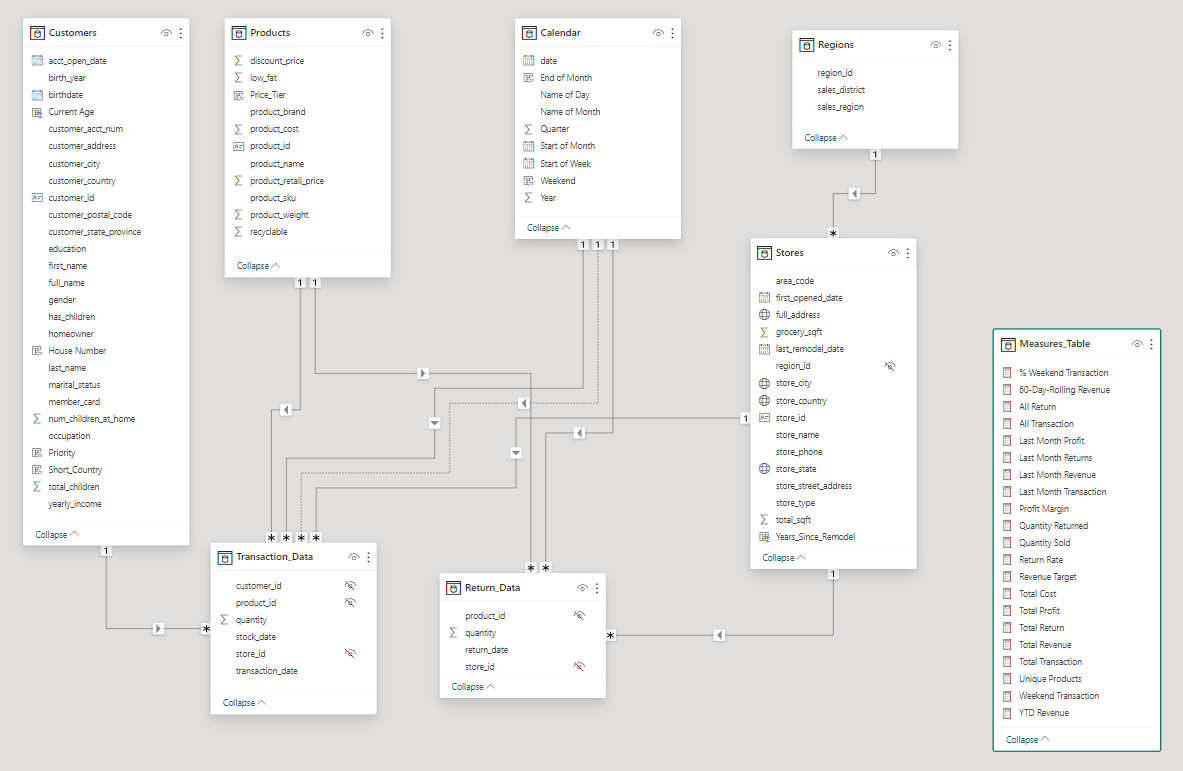 Customers
acct_open_date
birth_year
birthdate
Current Age
customer_acct_num
customer_address
customer_city
customer_country
customer_id
customer_postal_code
customer_state_province
education
first_name
full_name
gender
has_children
homeowner
House Number
last_name
marital_status
member_card
num_children_at_home
occupation
Priority
Short_Country
total_children
yearly_income
Collapse
Products
discount_price
low_fat
Price_Tier
product_brand
product_cost
product_id
product_name
product_retail_price
product_sku
product_weight
recyclable
Collapse
Calendar
date
End of Month
Name of Day
Name of Month
Quarter
Start of Month
Start of Week
Weekend
Year
Collapse
Regions
region_id
sales_district
sales_region
Collapse
1
*
1 1
1 1 1
Stores
area_code
first_opened_date
full_address
grocery_sqft
last_remodel_date
region_id
store_city
store_country
store_id
store_name
store_phone
store_state
store_street_address
store_type
total_sqft
Years_Since_Remodel
Collapse
1
1
Measures_Table
% Weekend Transaction
60-Day-Rolling Revenue
All Return
All Transaction
Last Month Profit
Last Month Returns
Last Month Revenue
Last Month Transaction
Profit Margin
Quantity Returned
Quantity Sold
Return Rate
Revenue Target
Total Cost
Total Profit
Total Return
Total Revenue
Total Transaction
Unique Products
Weekend Transaction
YTD Revenue
Collapse
1
*
* * * *
Transaction_Data
customer_id
product_id
quantity
stock_date
store_id
transaction_date
Collapse
* *
*
Return_Data
product_id
quantity
return_date
store_id
Collapse